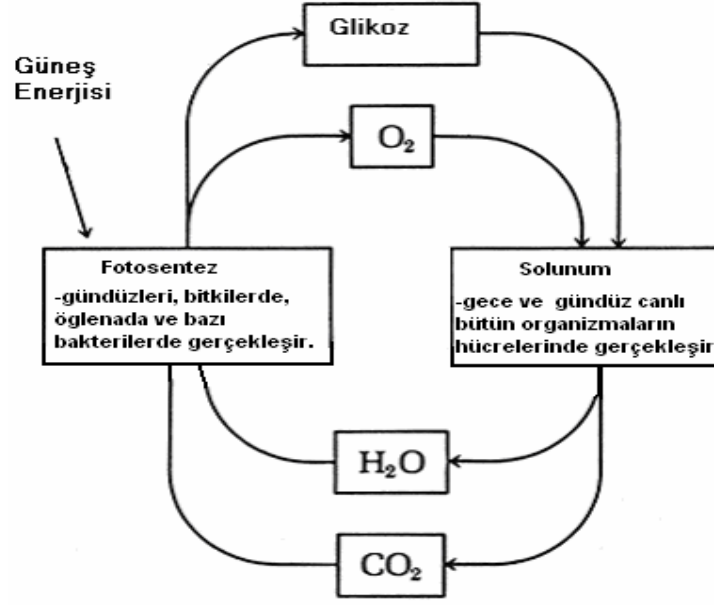 Glikoz
Güneş
Enerjisi
O₂
Fotosentez
-gündüzleri, bitkilerde,
öglenada ve bazı
bakterilerde gerçekleşir.
Solunum
-gece ve gündüz canlı
bütün organizmaların
hücrelerinde gerçekleşir
H₂O
CO₂